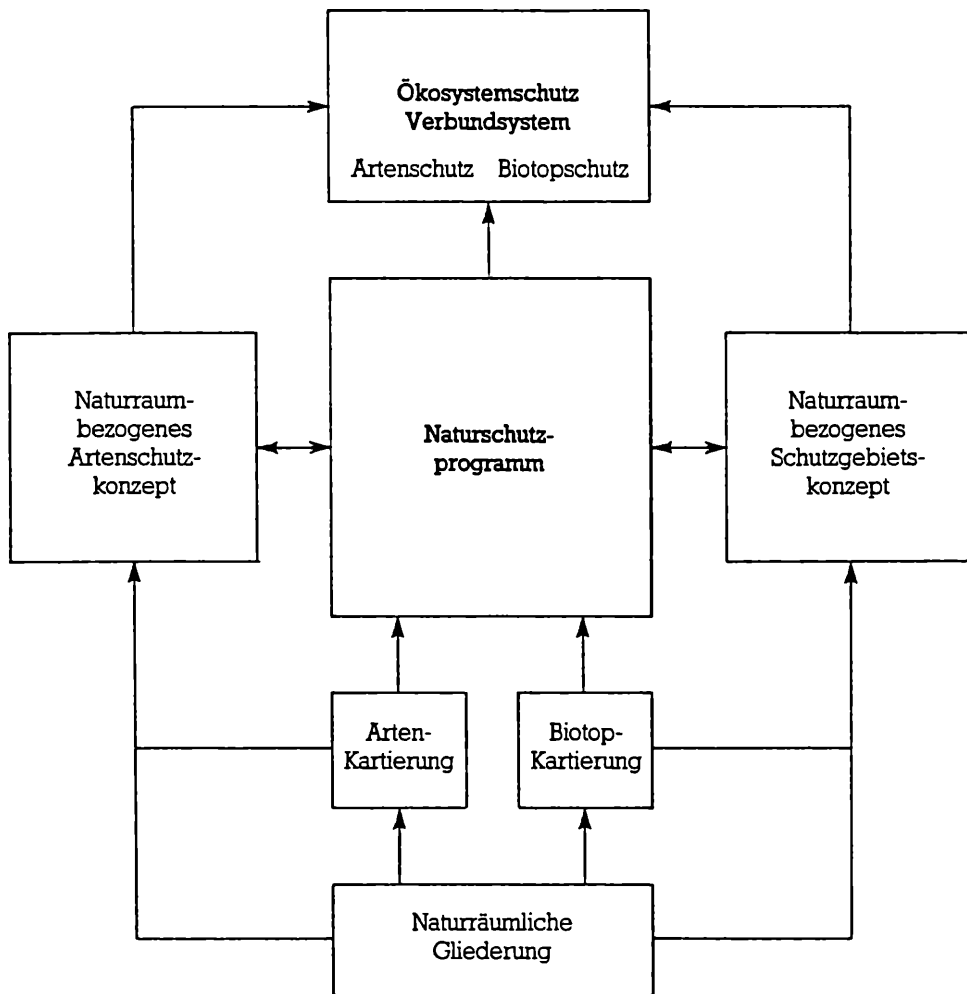 Ökosystemschutz
Verbundsystem
Artenschutz Biotopschutz
Naturraum-
bezogenes
Artenschutz-
konzept
Naturschutz-
programm
Naturraum-
bezogenes
Schutzgebiets-
konzept
Arten-
Kartierung
Biotop-
Kartierung
Naturräumliche
Gliederung